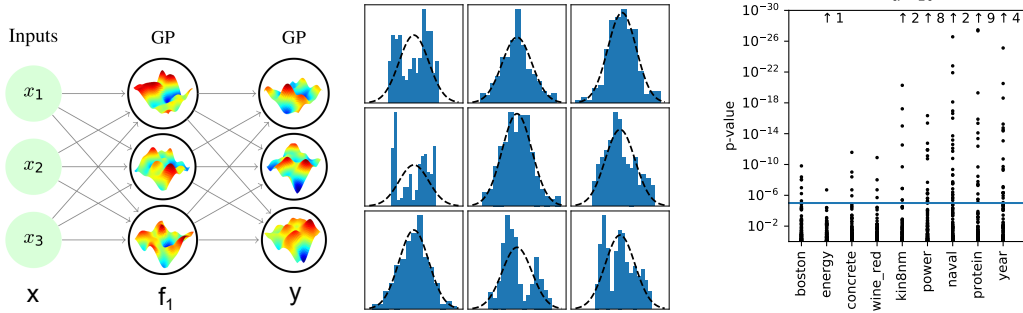 Inputs
GP
GP
x1
x2
x3
x
f1
y
p-value
10−30
10−26
10−22
10−18
10−14
10−10
10−6
10−2
↑ 1
↑ 2
↑ 8
↑ 2
↑ 9
↑ 4
boston
energy
concrete
wine_red
kin8nm
power
naval
protein
year